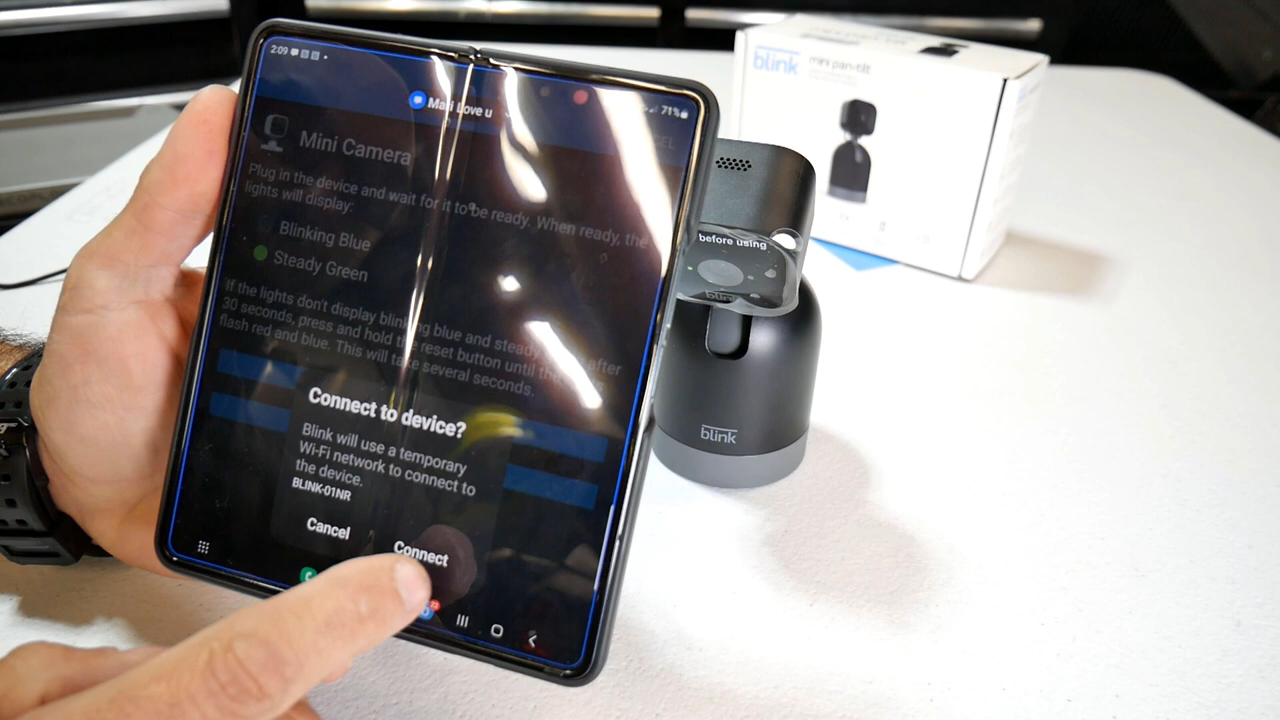 2:09
71%
Mari Love u
Mini Camera
Plug in the device and wait for it to be ready. When ready, the
lights will display:
Blinking Blue
Steady Green
If the lights don't display blinking blue and steady after
30 seconds, press and hold the reset button until the
flash red and blue. This will take several seconds.
Connect to device?
Blink will use a temporary
Wi-Fi network to connect to
the device.
BLINK-01NR
Cancel
Connect
before using
blink
blink
blink
mini pan-tilt